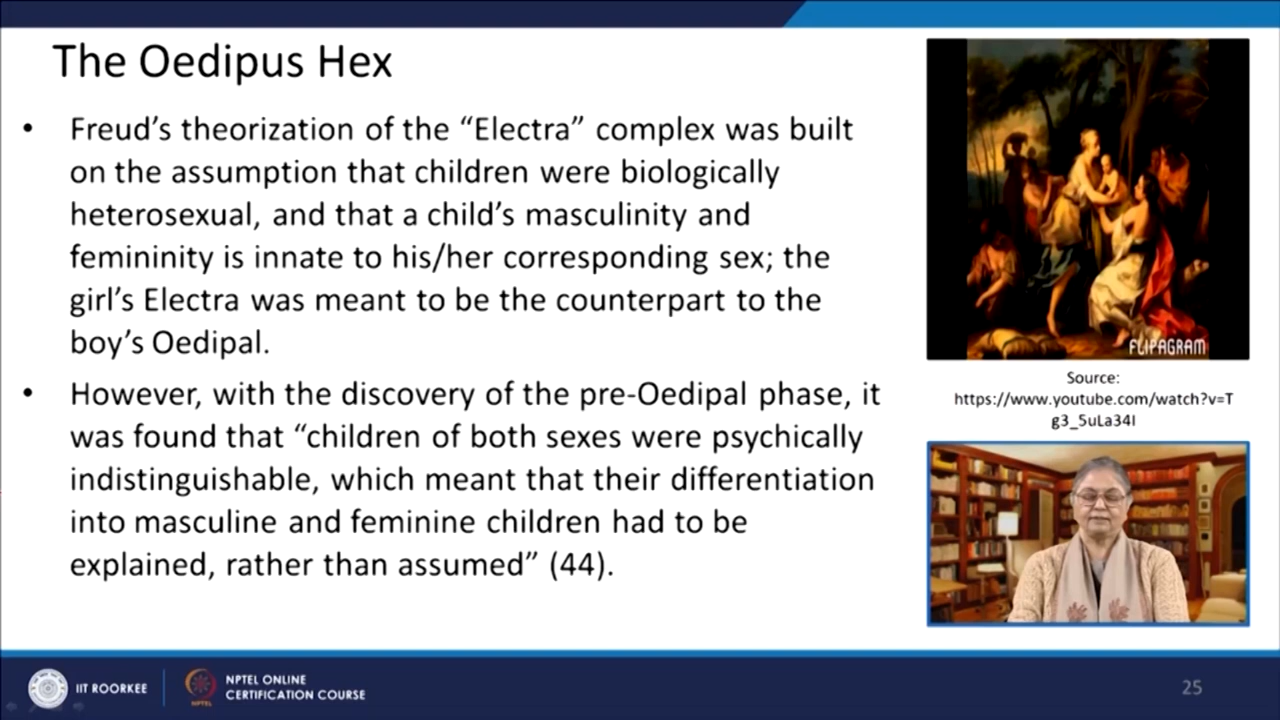 The Oedipus Hex
• Freud’s theorization of the “Electra” complex was built
on the assumption that children were biologically
heterosexual, and that a child’s masculinity and
femininity is innate to his/her corresponding sex; the
girl’s Electra was meant to be the counterpart to the
boy’s Oedipal.
• However, with the discovery of the pre-Oedipal phase, it
was found that “children of both sexes were psychically
indistinguishable, which meant that their differentiation
into masculine and feminine children had to be
explained, rather than assumed” (44).
FLIPAGRAM
Source:
https://www.youtube.com/watch?v=T
g3_5uLa34I
IIT ROORKEE
NPTEL
NPTEL ONLINE
CERTIFICATION COURSE
25